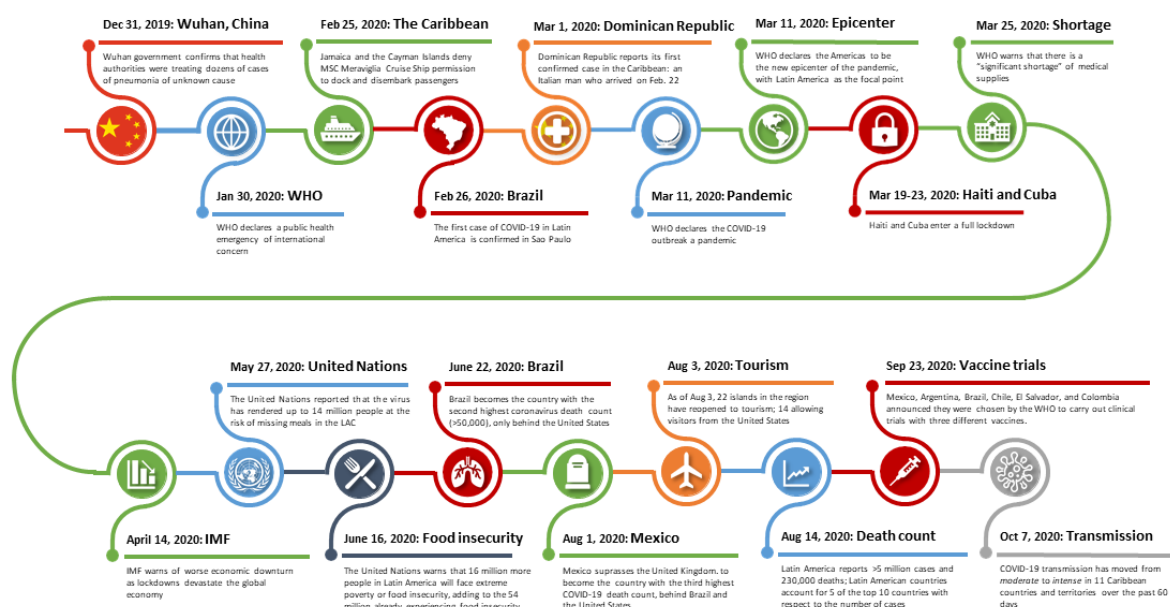 Dec 31, 2019: Wuhan, China
Wuhan government confirms that health
authorities were treating dozens of cases
of pneumonia of unknown cause
Jan 30, 2020: WHO
WHO declares a public health
emergency of international
concern
Feb 25, 2020: The Caribbean
Jamaica and the Cayman Islands deny
MSC Meraviglia Cruise Ship permission
to dock and disembark passengers
Feb 26, 2020: Brazil
The first case of COVID-19 in Latin
America is confirmed in Sao Paulo
Mar 1, 2020: Dominican Republic
Dominican Republic reports its first
confirmed case in the Caribbean: an
Italian man who arrived on Feb. 22
Mar 11, 2020: Pandemic
WHO declares the COVID-19
outbreak a pandemic
Mar 11, 2020: Epicenter
WHO declares the Americas to be
the new epicenter of the pandemic,
with Latin America as the focal point
Mar 19-23, 2020: Haiti and Cuba
Haiti and Cuba enter a full lockdown
Mar 25, 2020: Shortage
WHO warns that there is a
"significant shortage" of medical
supplies
April 14, 2020: IMF
IMF warns of worse economic downturn
as lockdowns devastate the global
economy
May 27, 2020: United Nations
The United Nations reported that the virus
has rendered up to 14 million people at the
risk of missing meals in the LAC
June 16, 2020: Food insecurity
The United Nations warns that 16 million more
people in Latin America will face extreme
poverty or food insecurity, adding to the 54
million already experiencing food insecurity
June 22, 2020: Brazil
Brazil becomes the country with the
second highest coronavirus death count
(>50,000), only behind the United States
Aug 1, 2020: Mexico
Mexico suprasses the United Kingdom. to
become the country with the third highest
COVID-19 death count, behind Brazil and
the United States
Aug 3, 2020: Tourism
As of Aug 3, 22 islands in the region
have reopened to tourism; 14 allowing
visitors from the United States
Aug 14, 2020: Death count
Latin America reports >5 million cases and
230,000 deaths; Latin American countries
account for 5 of the top 10 countries with
respect to the number of cases
Sep 23, 2020: Vaccine trials
Mexico, Argentina, Brazil, Chile, El Salvador, and Colombia
announced they were chosen by the WHO to carry out clinical
trials with three different vaccines.
Oct 7, 2020: Transmission
COVID-19 transmission has moved from
moderate to intense in 11 Caribbean
countries and territories over the past 60
days